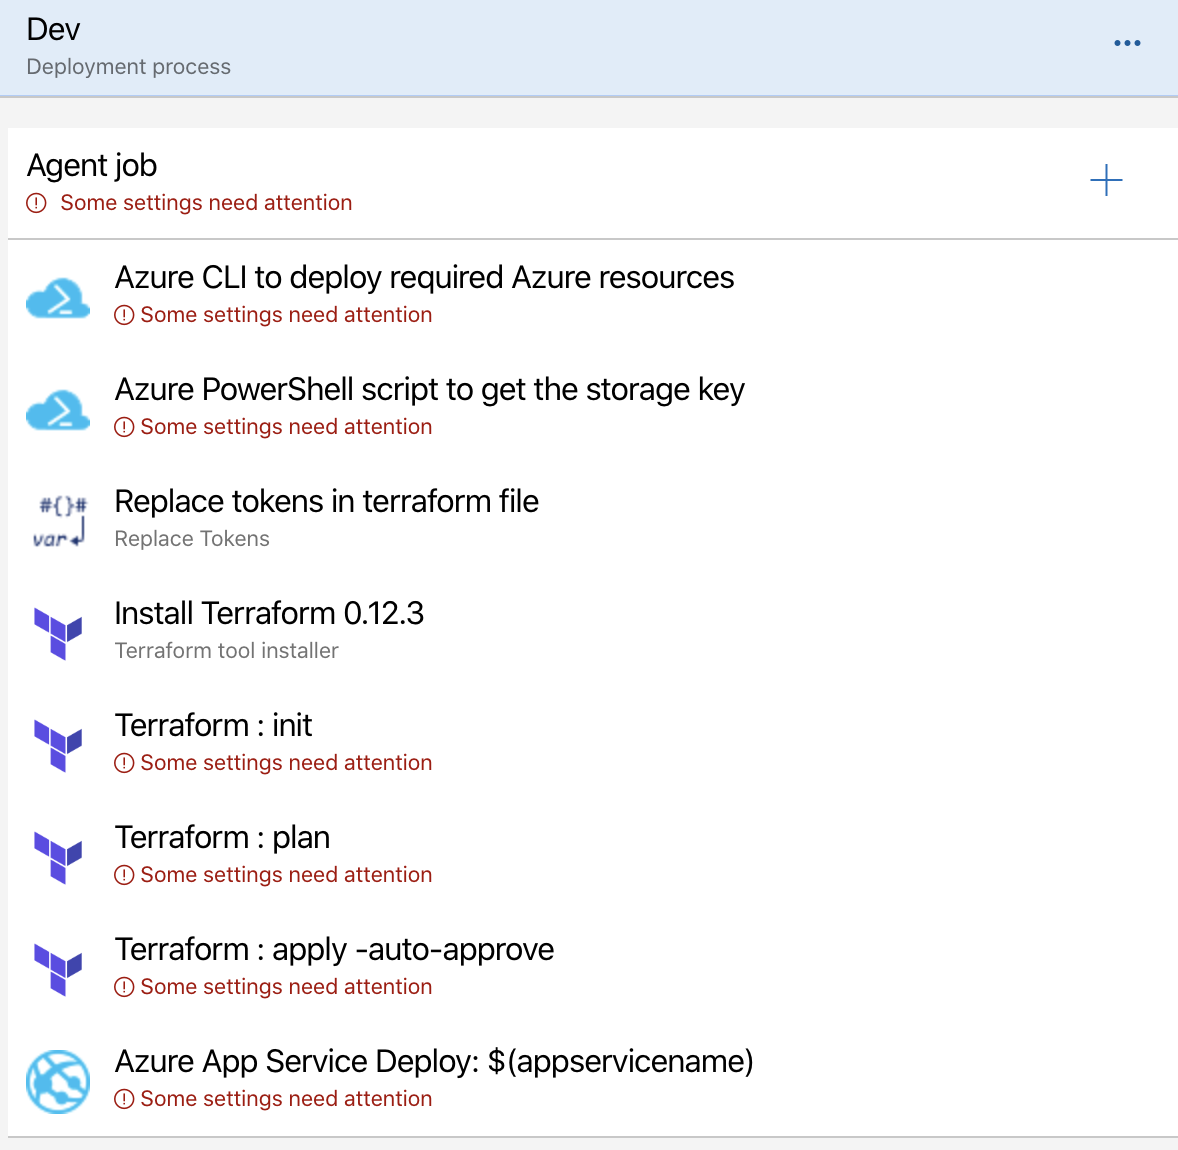 Dev
Deployment process
Agent job
Some settings need attention
Azure CLI to deploy required Azure resources
Some settings need attention
Azure PowerShell script to get the storage key
Some settings need attention
#{}#
var
Replace tokens in terraform file
Replace Tokens
Install Terraform 0.12.3
Terraform tool installer
Terraform : init
Some settings need attention
Terraform : plan
Some settings need attention
Terraform : apply -auto-approve
Some settings need attention
Azure App Service Deploy: $(appservicename)
Some settings need attention